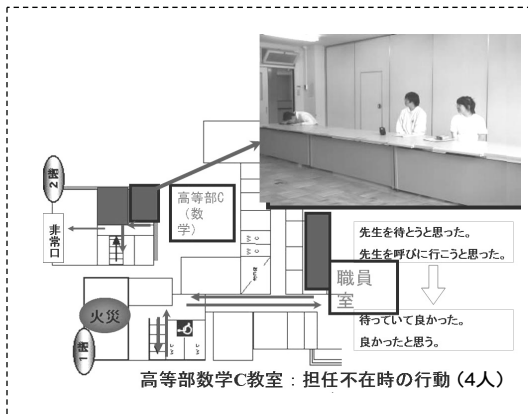 ２階
非常口
高等部C
（数
学）
火災
１階
職員
室
先生を待とうと思った。
先生を呼びに行こうと思った。
待っていて良かった。
良かったと思う。
高等部数学C教室：担任不在時の行動（4人）